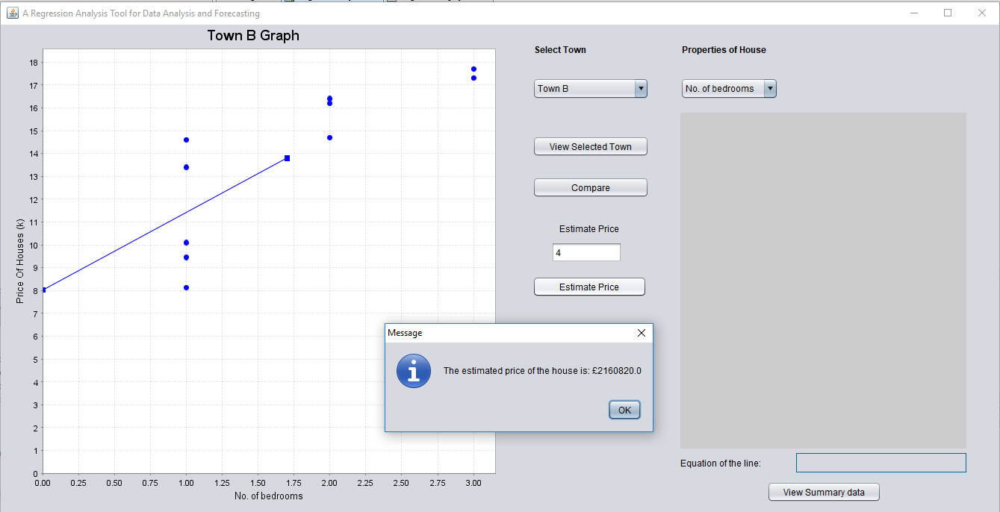 A Regression Analysis Tool for Data Analysis and Forecasting
Town B Graph
18
17
16
15
14
13
12
11
10
9
8
7
6
5
4
3
2
1
0
Price Of Houses (k)
0.00 0.25 0.50 0.75 1.00 1.25 1.50 1.75 2.00 2.25 2.50 2.75 3.00
No. of bedrooms
Select Town
Town B
View Selected Town
Compare
Estimate Price
4
Estimate Price
Properties of House
No. of bedrooms
Message
The estimated price of the house is: £2160820.0
OK
Equation of the line:
View Summary data